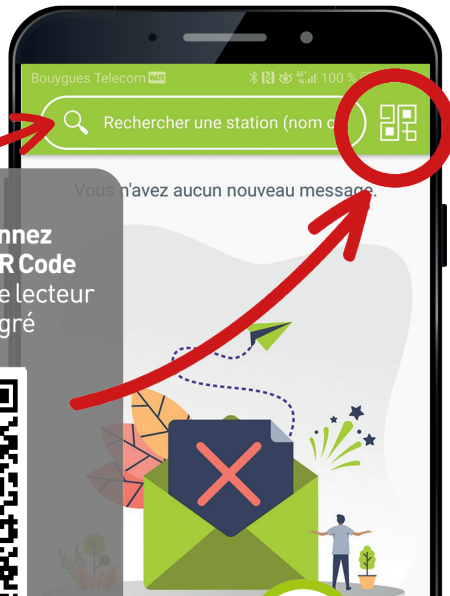 Bouygues Telecom
100 %
Rechercher une station (nom o
Vous n'avez aucun nouveau message.
nnez
R Code
e lecteur
gré